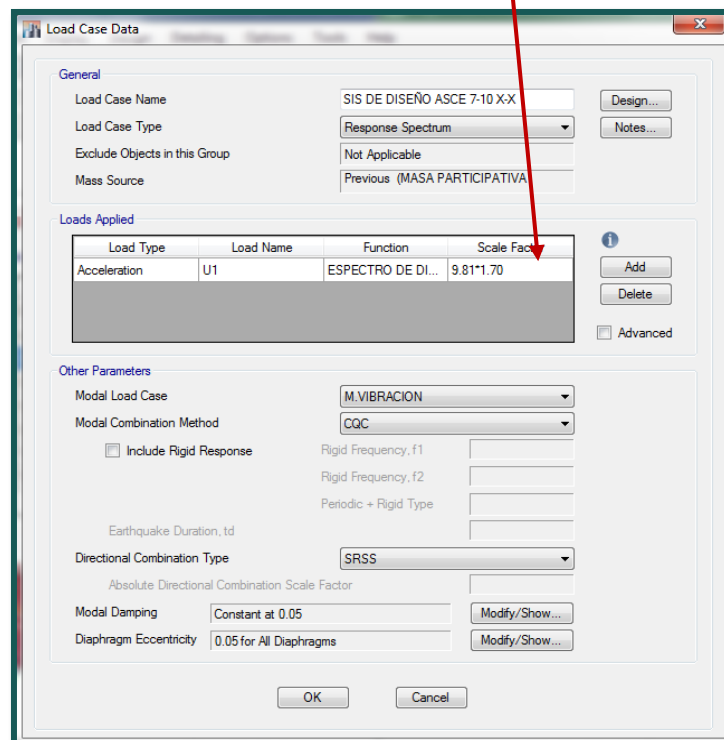 Load Case Data
General
Load Case Name SIS DE DISEÑO ASCE 7-10 X-X Design...
Load Case Type Response Spectrum Notes...
Exclude Objects in this Group Not Applicable
Mass Source Previous (MASA PARTICIPATIVA
Loads Applied
Load Type Load Name Function Scale Factor
Acceleration U1 ESPECTRO DE DI... 9.81*1.70 Add
Delete
Advanced
Other Parameters
Modal Load Case M.VIBRACION
Modal Combination Method CQC
Include Rigid Response Rigid Frequency, f1
Rigid Frequency, f2
Periodic + Rigid Type
Earthquake Duration, td
Directional Combination Type SRSS
Absolute Directional Combination Scale Factor
Modal Damping Constant at 0.05 Modify/Show...
Diaphragm Eccentricity 0.05 for All Diaphragms Modify/Show...
OK Cancel